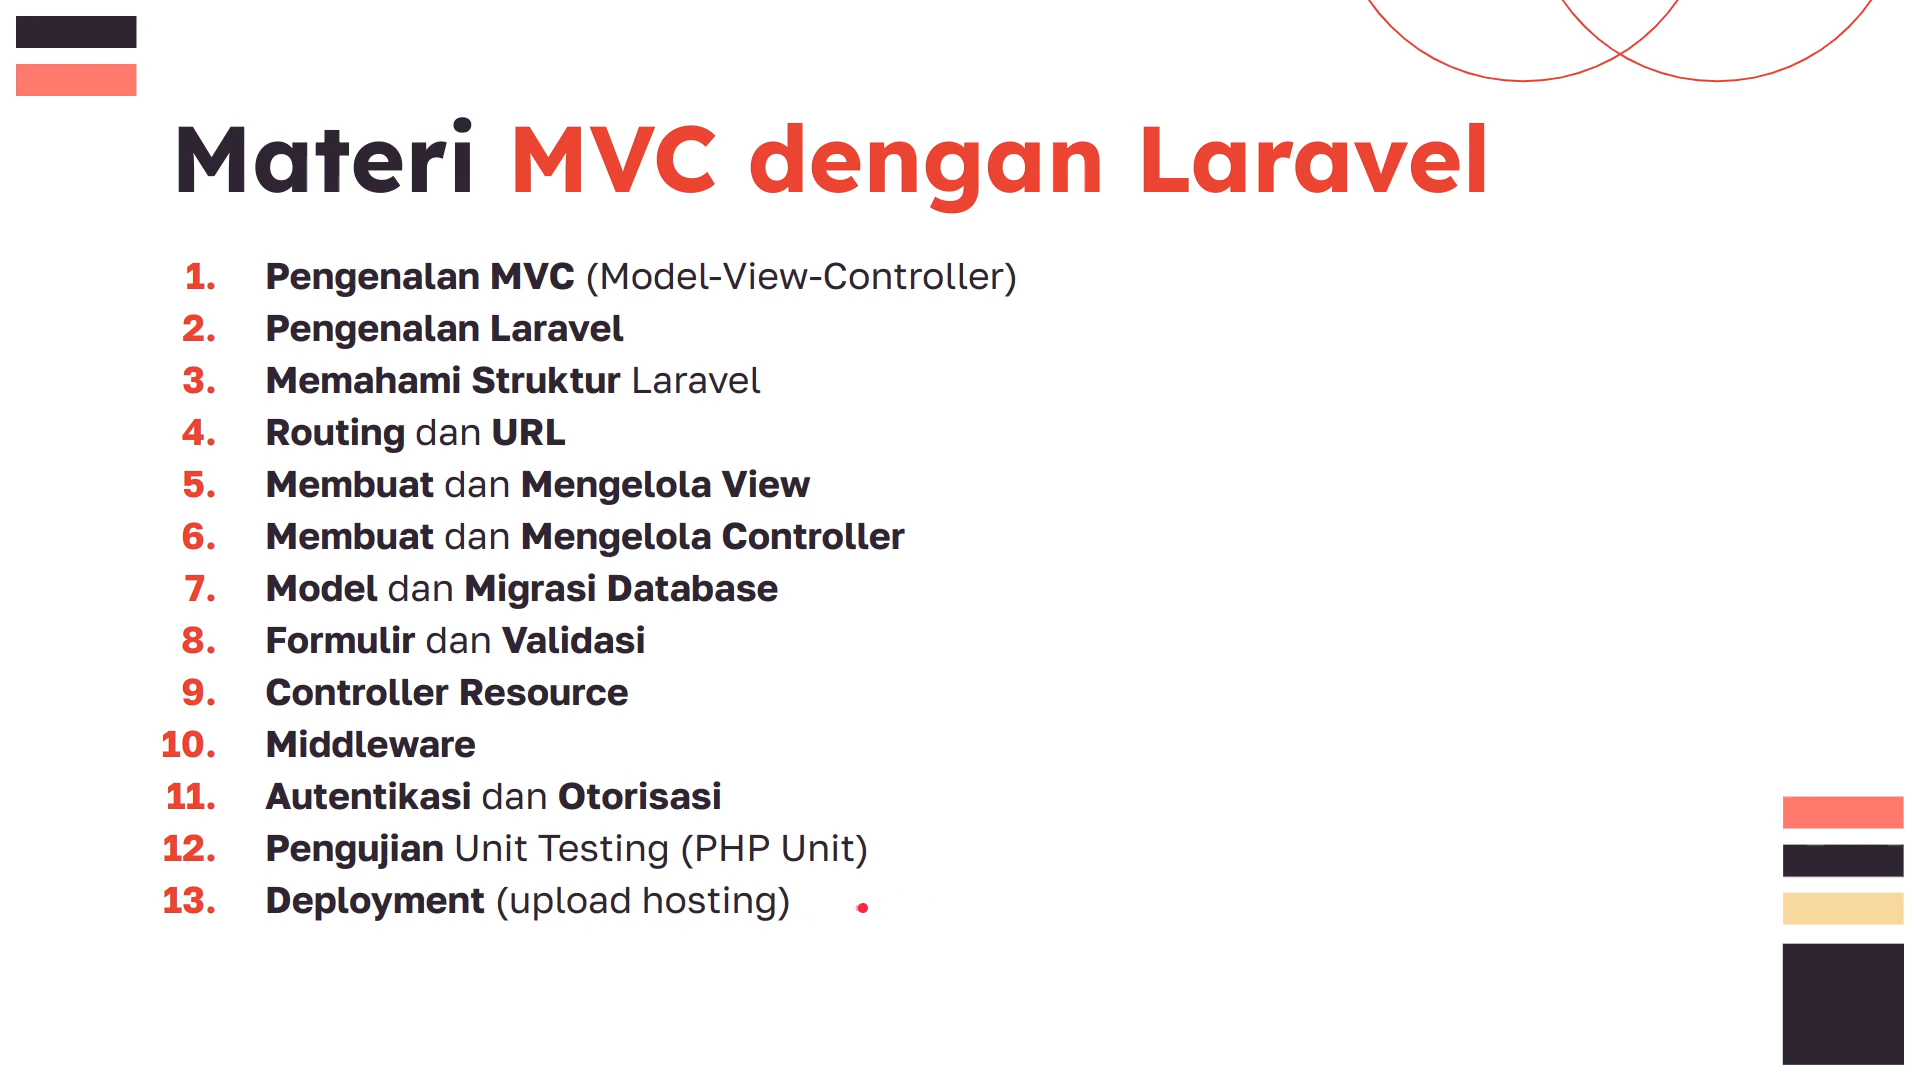 Materi MVC dengan Laravel
1. Pengenalan MVC (Model-View-Controller)
2. Pengenalan Laravel
3. Memahami Struktur Laravel
4. Routing dan URL
5. Membuat dan Mengelola View
6. Membuat dan Mengelola Controller
7. Model dan Migrasi Database
8. Formulir dan Validasi
9. Controller Resource
10. Middleware
11. Autentikasi dan Otorisasi
12. Pengujian Unit Testing (PHP Unit)
13. Deployment (upload hosting)